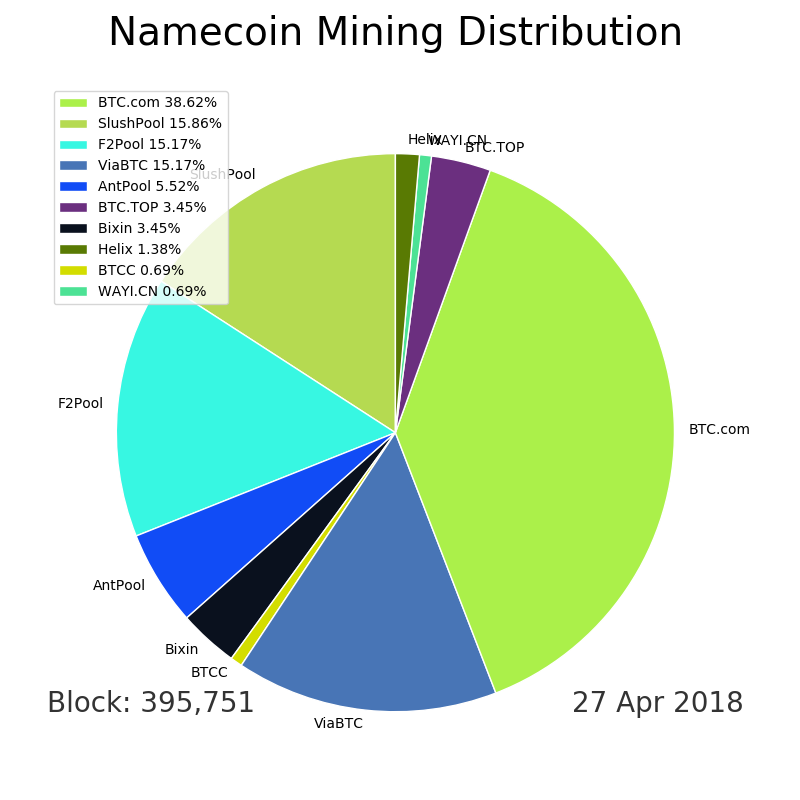 Namecoin Mining Distribution
BTC.com 38.62%
SlushPool 15.86%
F2Pool 15.17%
ViaBTC 15.17%
AntPool 5.52%
BTC.TOP 3.45%
Bixin 3.45%
Helix 1.38%
BTCC 0.69%
WAYI.CN 0.69%
Helix
WAYI.CN
BTC.TOP
SlushPool
F2Pool
BTC.com
AntPool
Bixin
BTCC
ViaBTC
Block: 395,751
27 Apr 2018